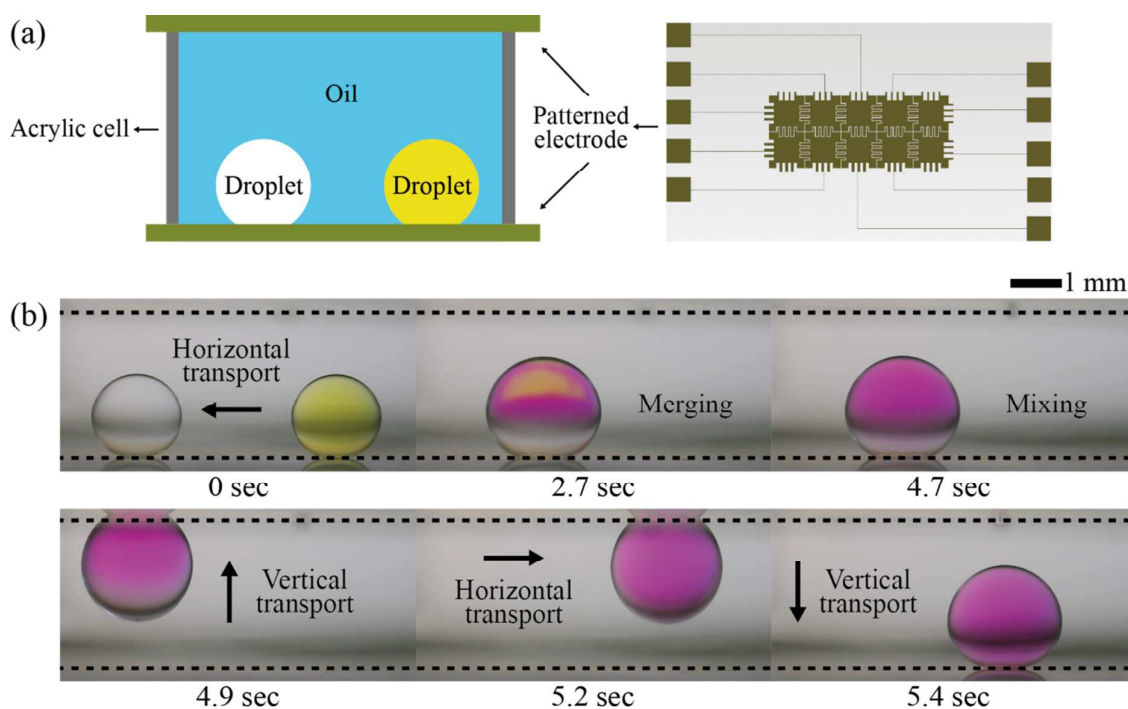 (a)
Oil
Acrylic cell
Droplet
Droplet
Patterned
electrode
1 mm
(b)
Horizontal
transport
Merging
Mixing
0 sec
2.7 sec
4.7 sec
Vertical
transport
Horizontal
transport
Vertical
transport
4.9 sec
5.2 sec
5.4 sec